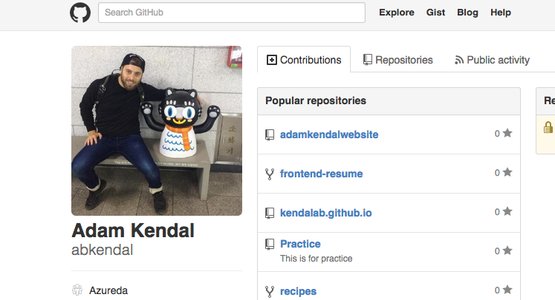 Search GitHub
Explore Gist Blog Help
Contributions Repositories Public activity
Popular repositories
Re
adamkendalwebsite 0
frontend-resume 0
kendalab.github.io 0
Practice 0
This is for practice
recipes 0
Adam Kendal
abkendal
Azureda